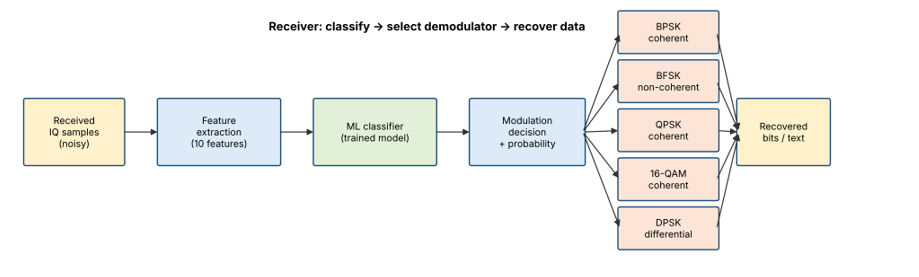 Receiver: classify → select demodulator → recover data
Received
IQ samples
(noisy)
Feature
extraction
(10 features)
ML classifier
(trained model)
Modulation
decision
+ probability
BPSK
coherent
BFSK
non-coherent
QPSK
coherent
16-QAM
coherent
DPSK
differential
Recovered
bits / text